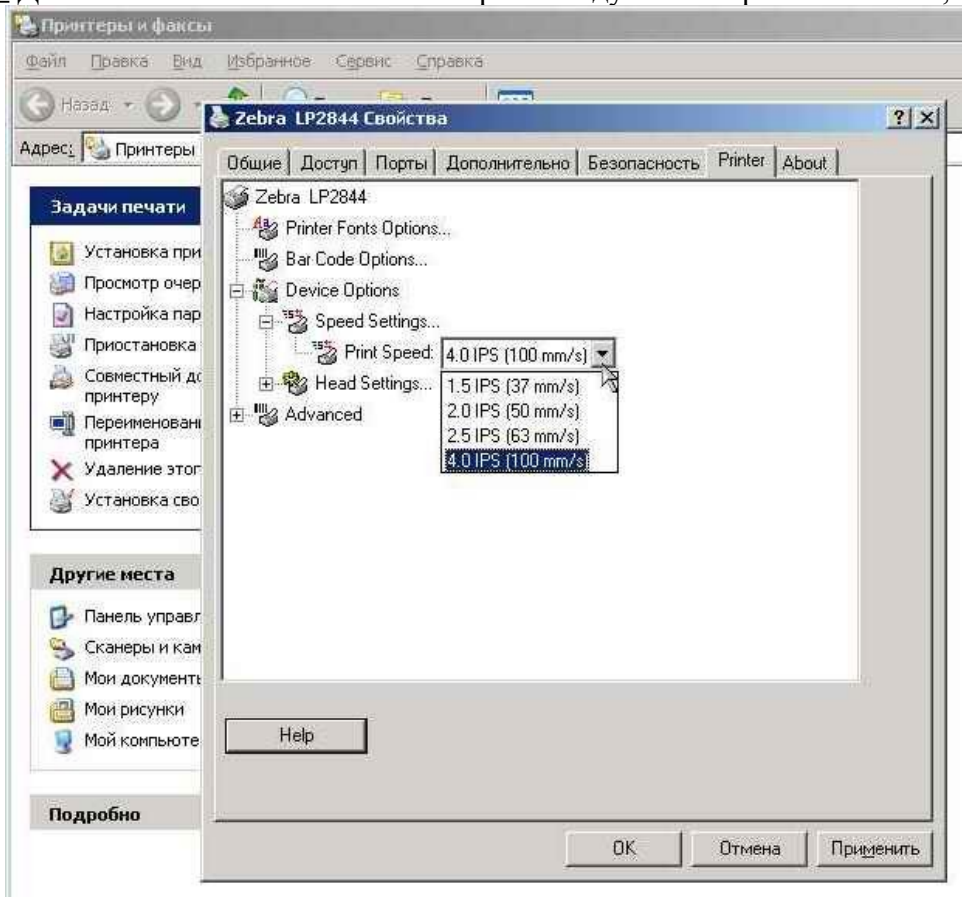 Принтеры и факсы
Файл Правка Вид Избранное Сервис Справка
Назад
Адрес: Принтеры
Zebra LP2844 Свойства
Общие Доступ Порты Дополнительно Безопасность Printer About
Zebra LP2844
Printer Fonts Options...
Bar Code Options...
Device Options
Speed Settings...
Print Speed: 4.0 IPS (100 mm/s)
1.5 IPS (37 mm/s)
2.0 IPS (50 mm/s)
2.5 IPS (63 mm/s)
4.0 IPS (100 mm/s)
Head Settings...
Advanced
Help
OK Отмена Применить
Задачи печати
Установка при
Просмотр очер
Настройка пар
Приостановка
Совместный до
принтеру
Переименовани
принтера
Удаление этог
Установка сво
Другие места
Панель управл
Сканеры и кам
Мои документы
Мои рисунки
Мой компьюте
Подробно